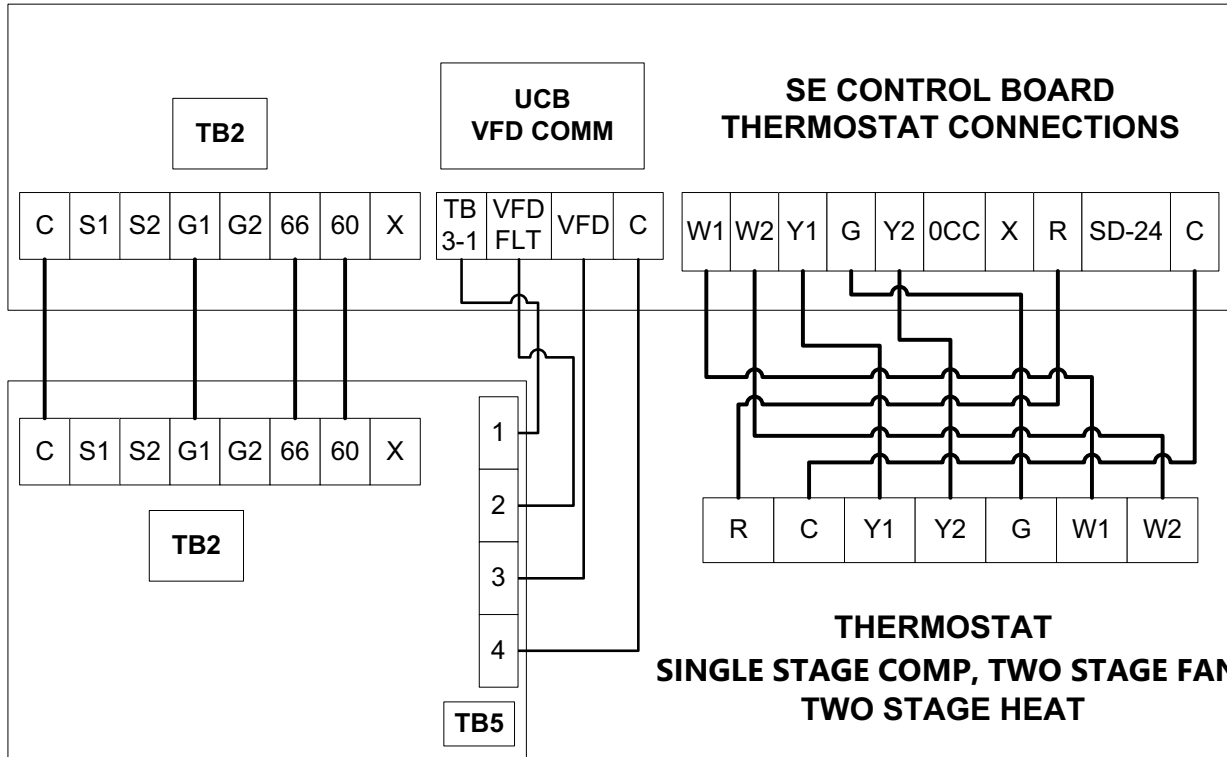 UCB
VFD COMM
SE CONTROL BOARD
THERMOSTAT CONNECTIONS
TB2
C S1 S2 G1 G2 66 60 X
TB
3-1
VFD
FLT
VFD
C
W1 W2 Y1 G Y2 0CC X R SD-24 C
C S1 S2 G1 G2 66 60 X
TB2
1
2
3
4
TB5
R C Y1 Y2 G W1 W2
THERMOSTAT
SINGLE STAGE COMP, TWO STAGE FAN
TWO STAGE HEAT